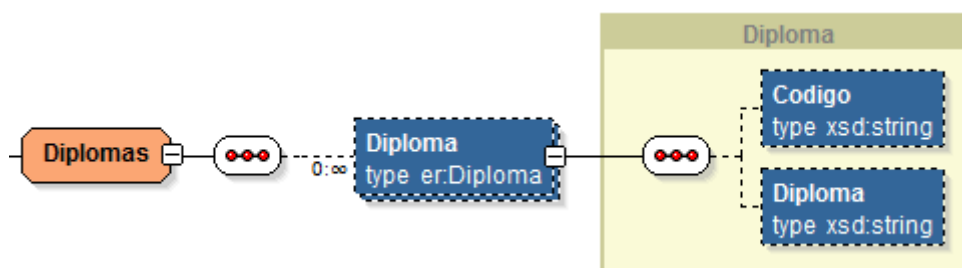 Diploma
Codigo
type xsd:string
Diplomas
Diploma
0:∞
type er:Diploma
Diploma
type xsd:string